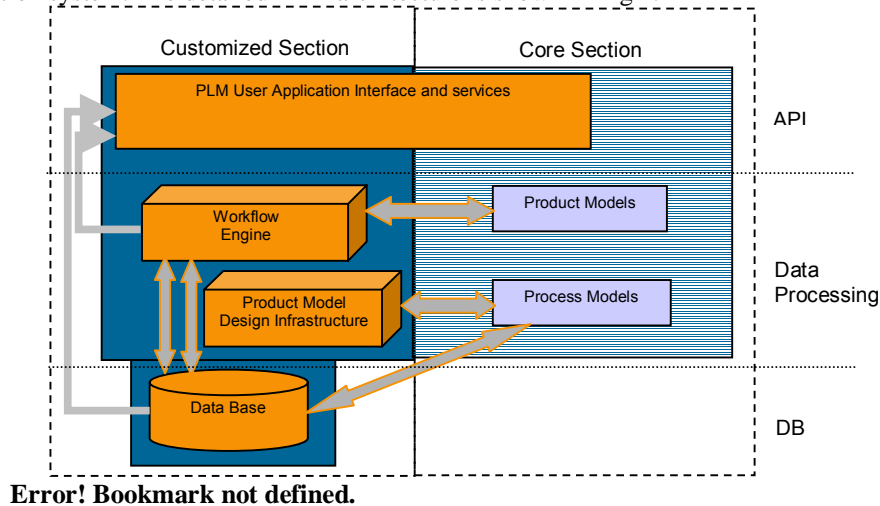 Customized Section
Core Section
PLM User Application Interface and services
API
Workflow
Engine
Product Models
Product Model
Design Infrastructure
Process Models
Data
Processing
Data Base
DB
Error! Bookmark not defined.